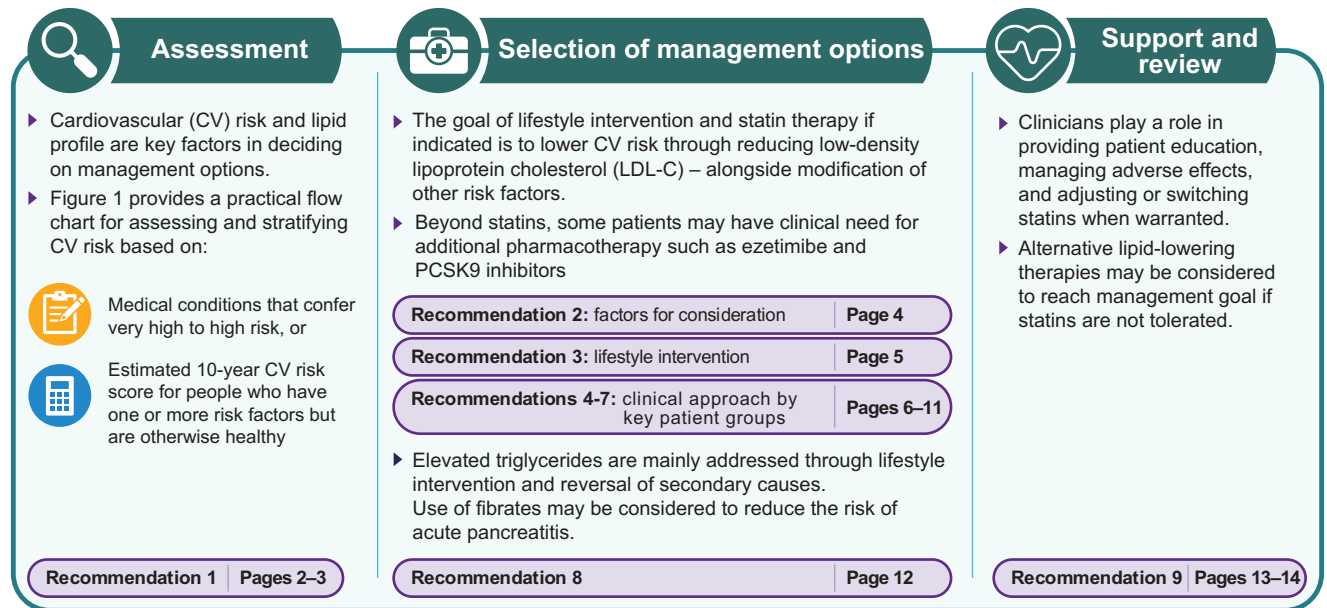 Assessment
Cardiovascular (CV) risk and lipid
profile are key factors in deciding
on management options.
Figure 1 provides a practical flow
chart for assessing and stratifying
CV risk based on:
Medical conditions that confer
very high to high risk, or
Estimated 10-year CV risk
score for people who have
one or more risk factors but
are otherwise healthy
Recommendation 1 Pages 2–3
Selection of management options
The goal of lifestyle intervention and statin therapy if
indicated is to lower CV risk through reducing low-density
lipoprotein cholesterol (LDL-C) – alongside modification of
other risk factors.
Beyond statins, some patients may have clinical need for
additional pharmacotherapy such as ezetimibe and
PCSK9 inhibitors
Recommendation 2: factors for consideration Page 4
Recommendation 3: lifestyle intervention Page 5
Recommendations 4-7: clinical approach by
key patient groups Pages 6–11
Elevated triglycerides are mainly addressed through lifestyle
intervention and reversal of secondary causes.
Use of fibrates may be considered to reduce the risk of
acute pancreatitis.
Recommendation 8 Page 12
Support and
review
Clinicians play a role in
providing patient education,
managing adverse effects,
and adjusting or switching
statins when warranted.
Alternative lipid-lowering
therapies may be considered
to reach management goal if
statins are not tolerated.
Recommendation 9 Pages 13–14